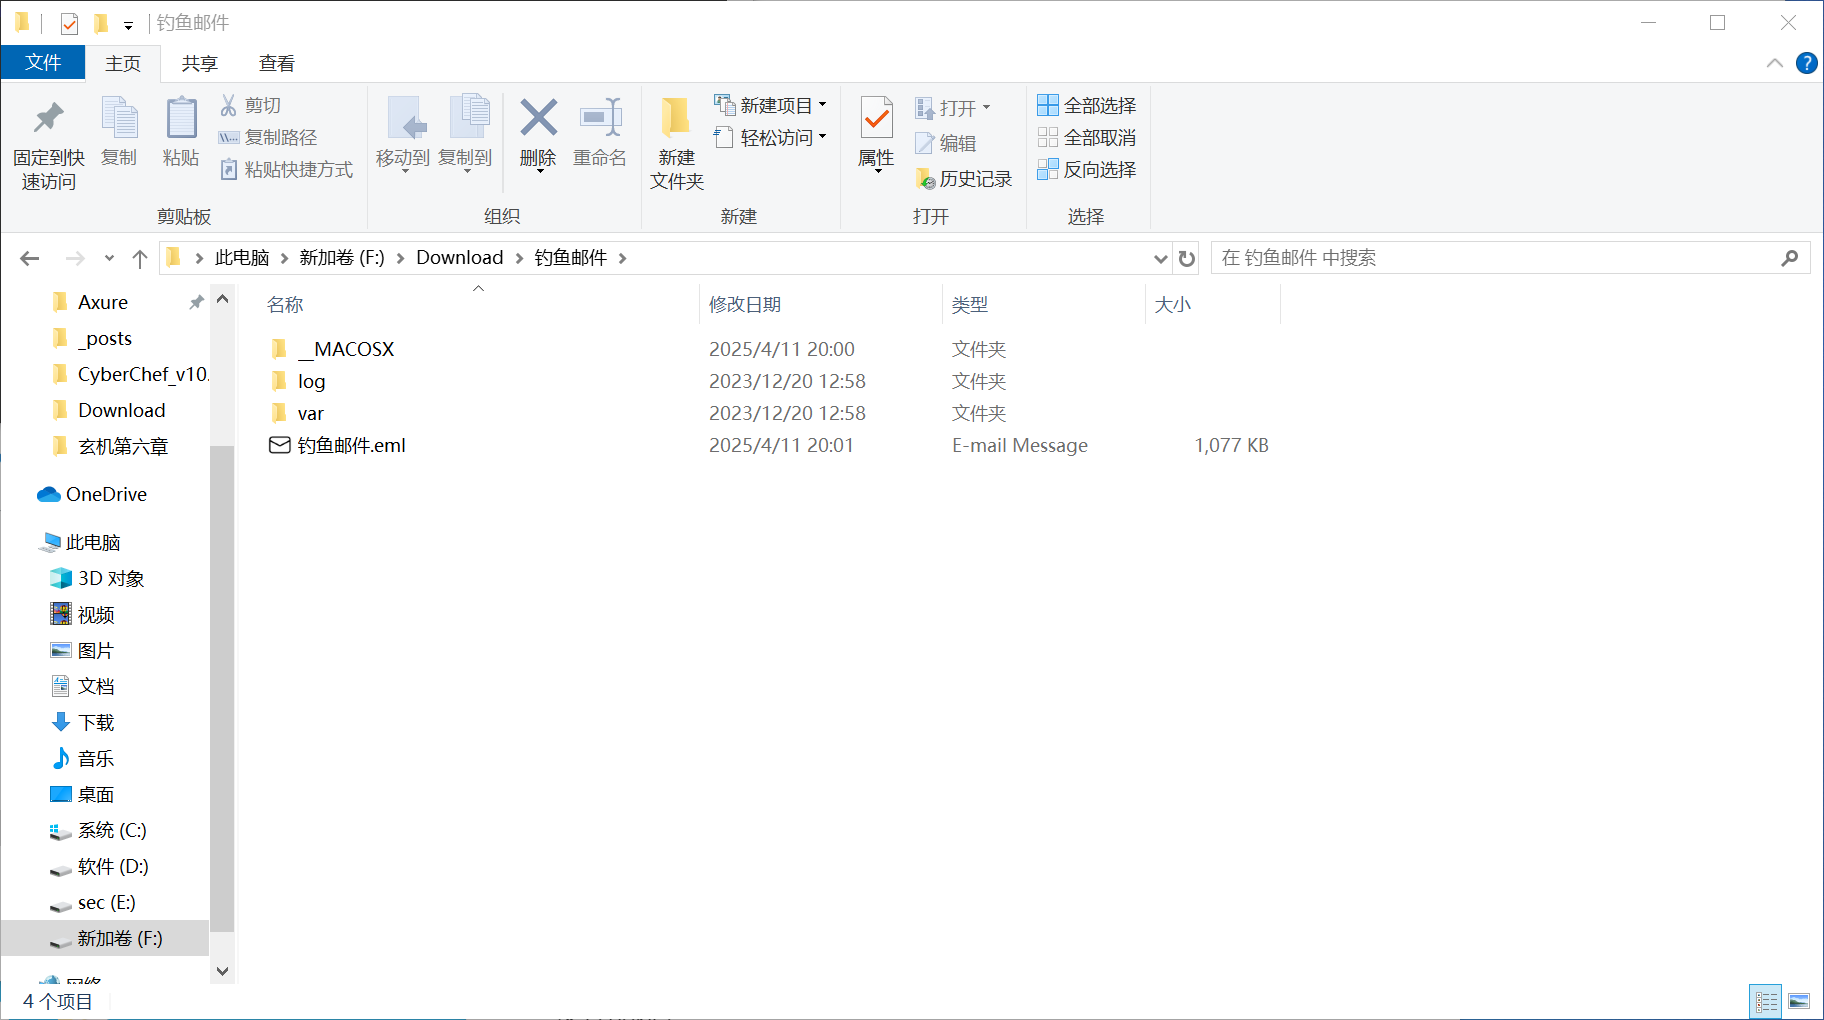 钓鱼邮件
文件 主页 共享 查看
固定到快速访问
复制
粘贴
剪切
复制路径
粘贴快捷方式
剪贴板
移动到
复制到
删除
重命名
组织
新建文件夹
新建项目
轻松访问
新建
属性
打开
编辑
历史记录
打开
全部选择
全部取消
反向选择
选择
此电脑 新加卷 (F:) Download 钓鱼邮件
在 钓鱼邮件 中搜索
Axure
_posts
CyberChef_v10.
Download
玄机第六章
OneDrive
此电脑
3D 对象
视频
图片
文档
下载
音乐
桌面
系统 (C:)
软件 (D:)
sec (E:)
新加卷 (F:)
网络
名称 修改日期 类型 大小
__MACOSX 2025/4/11 20:00 文件夹
log 2023/12/20 12:58 文件夹
var 2023/12/20 12:58 文件夹
钓鱼邮件.eml 2025/4/11 20:01 E-mail Message 1,077 KB
4 个项目